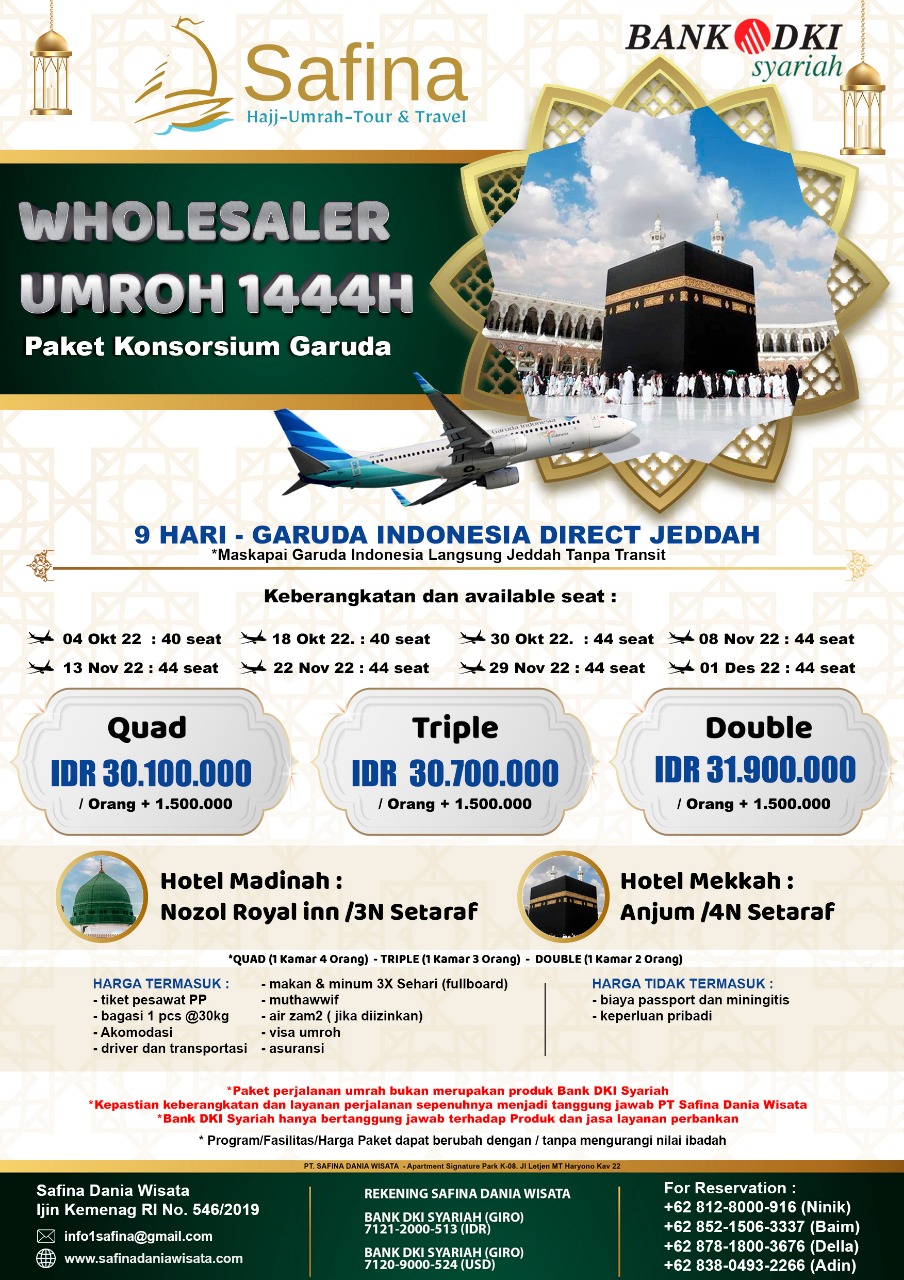 Safina
Hajj-Umrah-Tour & Travel
BANK DKI
syariah
WHOLESALER
UMROH 1444H
Paket Konsorsium Garuda
Garuda Indonesia
9 HARI - GARUDA INDONESIA DIRECT JEDDAH
*Maskapai Garuda Indonesia Langsung Jeddah Tanpa Transit
Keberangkatan dan available seat :
04 Okt 22 : 40 seat
18 Okt 22. : 40 seat
30 Okt 22. : 44 seat
08 Nov 22 : 44 seat
13 Nov 22 : 44 seat
22 Nov 22 : 44 seat
29 Nov 22 : 44 seat
01 Des 22 : 44 seat
Quad
IDR 30.100.000
/ Orang + 1.500.000
Triple
IDR 30.700.000
/ Orang + 1.500.000
Double
IDR 31.900.000
/ Orang + 1.500.000
Hotel Madinah :
Nozol Royal inn /3N Setaraf
Hotel Mekkah :
Anjum /4N Setaraf
*QUAD (1 Kamar 4 Orang) - TRIPLE (1 Kamar 3 Orang) - DOUBLE (1 Kamar 2 Orang)
HARGA TERMASUK :
- tiket pesawat PP
- bagasi 1 pcs @30kg
- Akomodasi
- driver dan transportasi
- makan & minum 3X Sehari (fullboard)
- muthawwif
- air zam2 ( jika diizinkan)
- visa umroh
- asuransi
HARGA TIDAK TERMASUK :
- biaya passport dan miningitis
- keperluan pribadi
*Paket perjalanan umrah bukan merupakan produk Bank DKI Syariah
*Kepastian keberangkatan dan layanan perjalanan sepenuhnya menjadi tanggung jawab PT Safina Dania Wisata
*Bank DKI Syariah hanya bertanggung jawab terhadap Produk dan jasa layanan perbankan
* Program/Fasilitas/Harga Paket dapat berubah dengan / tanpa mengurangi nilai ibadah
PT. SAFINA DANIA WISATA - Apartment Signature Park K-08. Jl Letjen MT Haryono Kav 22
Safina Dania Wisata
Ijin Kemenag RI No. 546/2019
info1safina@gmail.com
www.safinadaniawisata.com
REKENING SAFINA DANIA WISATA
BANK DKI SYARIAH (GIRO)
7121-2000-513 (IDR)
BANK DKI SYARIAH (GIRO)
7120-9000-524 (USD)
For Reservation :
+62 812-8000-916 (Ninik)
+62 852-1506-3337 (Baim)
+62 878-1800-3676 (Della)
+62 838-0493-2266 (Adin)